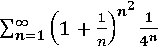 ∑_{n=1}^{∞} (1 + 1/n)^{n^2} 1/4^n